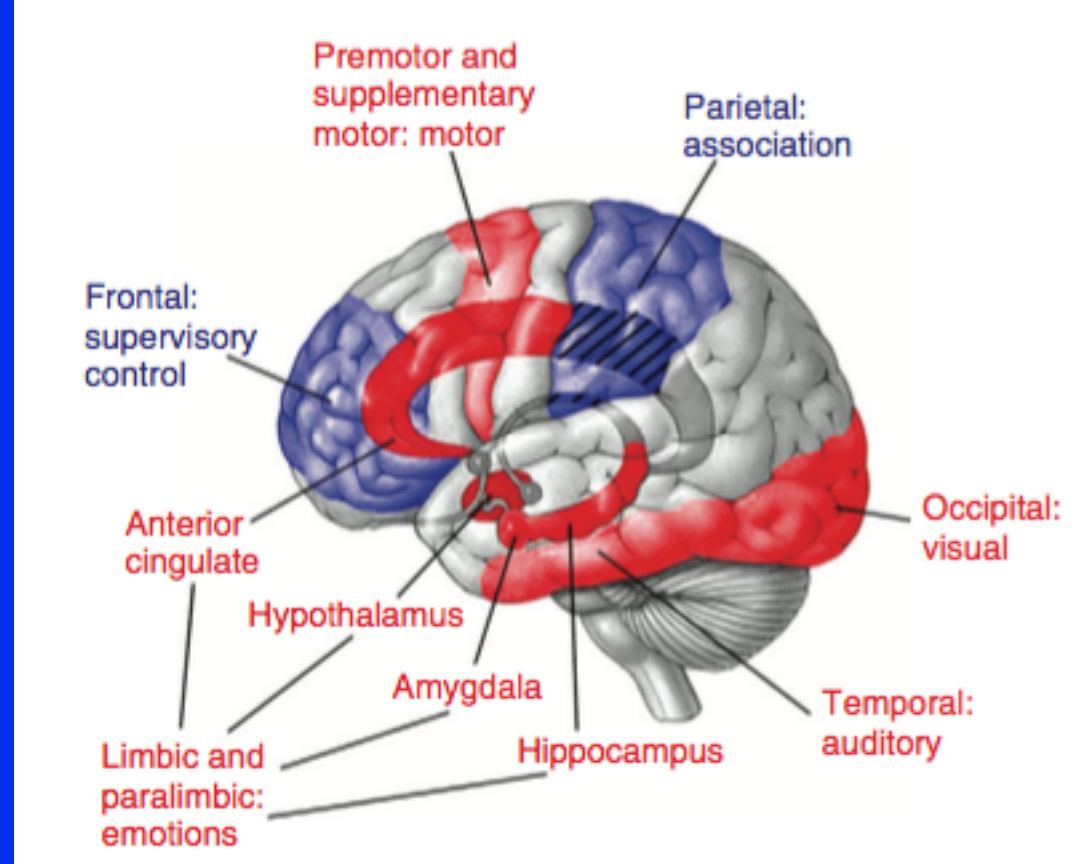 Premotor and
supplementary
motor: motor
Parietal:
association
Frontal:
supervisory
control
Anterior
cingulate
Hypothalamus
Amygdala
Hippocampus
Limbic and
paralimbic:
emotions
Occipital:
visual
Temporal:
auditory